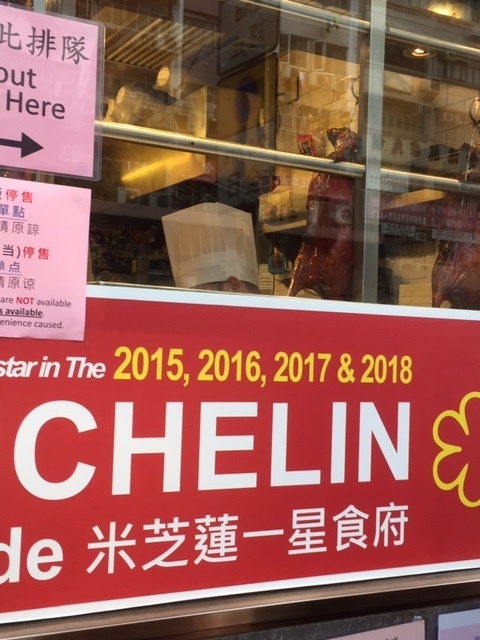 此排隊
out
Here
停售
單點
請原諒
當)停售
单点
请原谅
are NOT available
s available.
enience caused.
star in The 2015, 2016, 2017 & 2018
CHELIN
de 米芝蓮一星食府